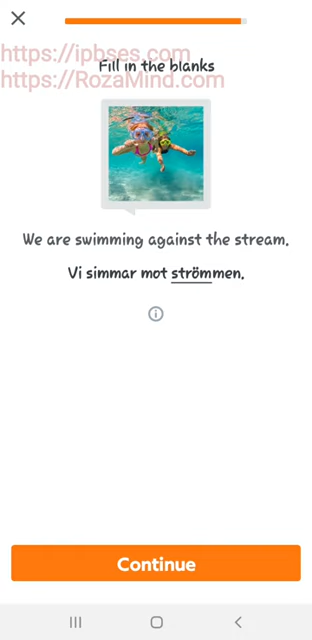 https://ipbses.com
Fill in the blanks
https://RozaMind.com
We are swimming against the stream.
Vi simmar mot strömmen.
Continue